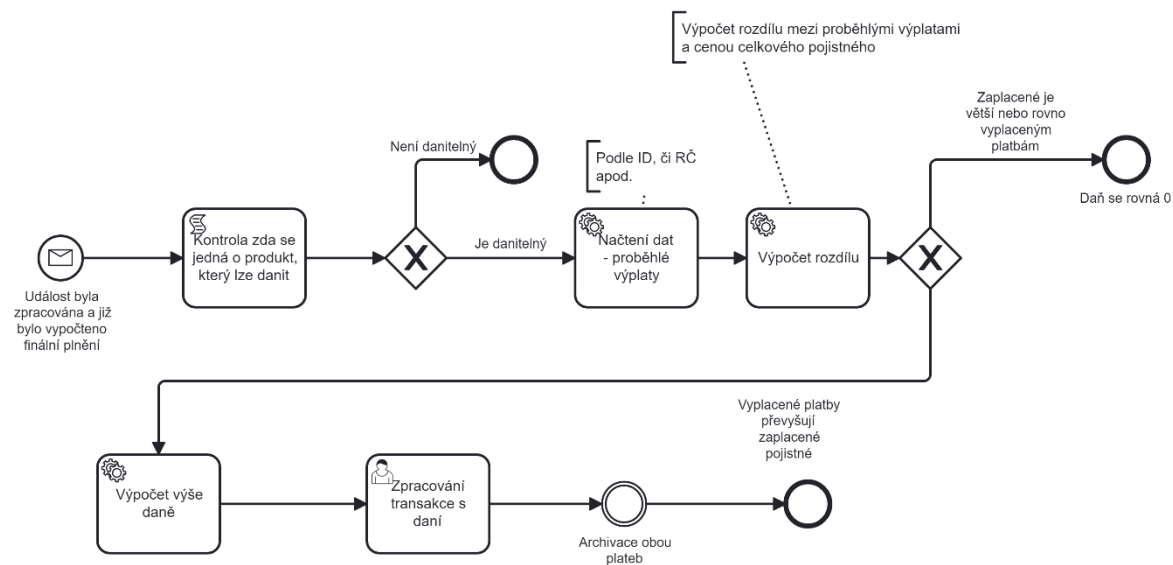 Výpočet rozdílu mezi proběhlými výplatami
a cenou celkového pojistného
Zaplacené je
větší nebo rovno
vyplaceným
platbám
Není danitelný
Podle ID, či RČ
apod.
Daň se rovná 0
Kontrola zda se
jedná o produkt,
který lze danit
Je danitelný
Načtení dat
- proběhlé
výplaty
Výpočet rozdílu
Událost byla
zpracována a již
bylo vypočteno
finální plnění
Vyplacené platby
převyšují
zaplacené
pojistné
Výpočet výše
daně
Zpracování
transakce s
daní
Archivace obou
plateb